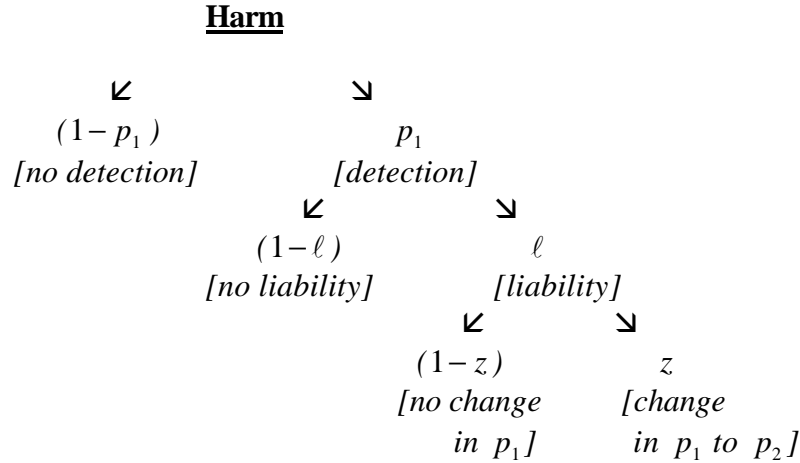 Harm
(1− p₁) p₁
[no detection] [detection]
(1−ℓ) ℓ
[no liability] [liability]
(1−z) z
[no change [change
in p₁] in p₁ to p₂]